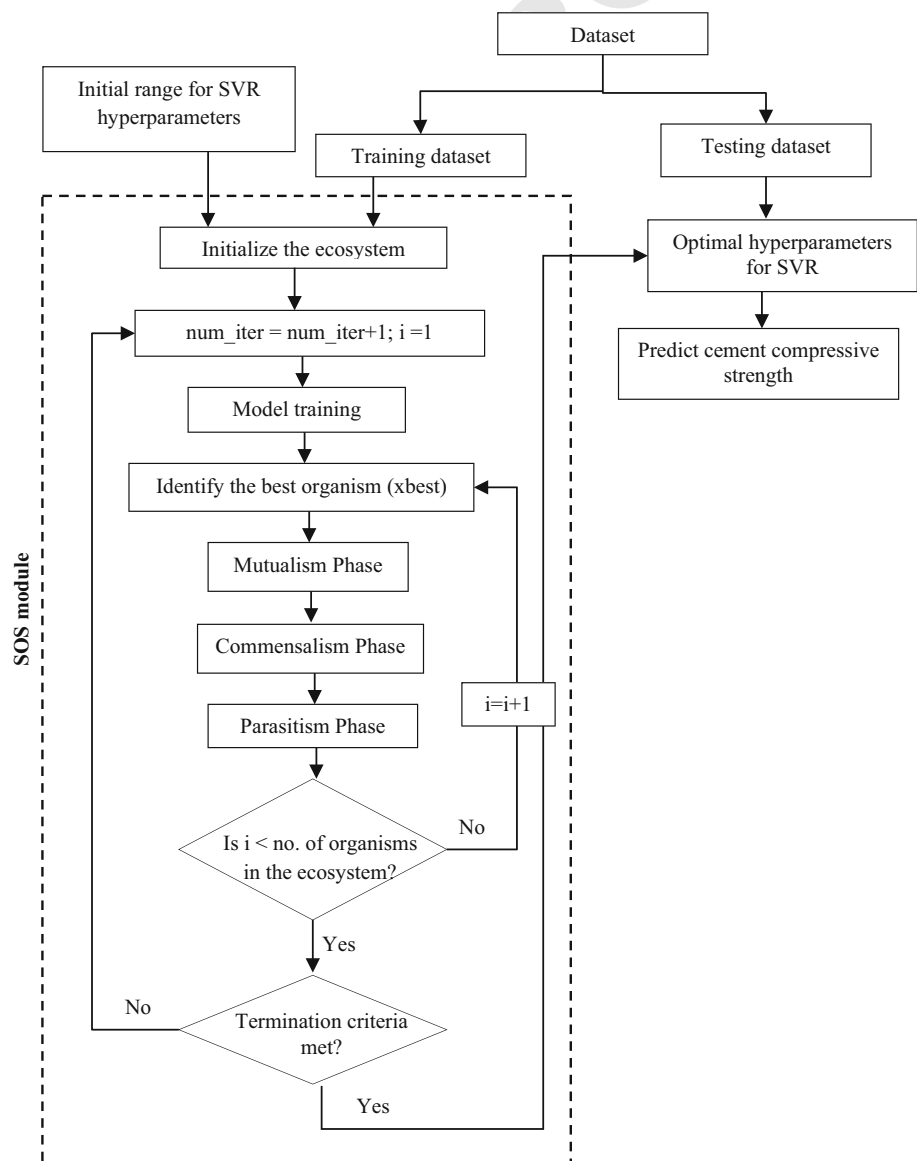 Dataset
Initial range for SVR
hyperparameters
Training dataset
Testing dataset
Initialize the ecosystem
Optimal hyperparameters
for SVR
num_iter = num_iter+1; i =1
Predict cement compressive
strength
Model training
Identify the best organism (xbest)
Mutualism Phase
SOS module
Commensalism Phase
i=i+1
Parasitism Phase
No
Is i < no. of organisms
in the ecosystem?
Yes
No
Termination criteria
met?
Yes